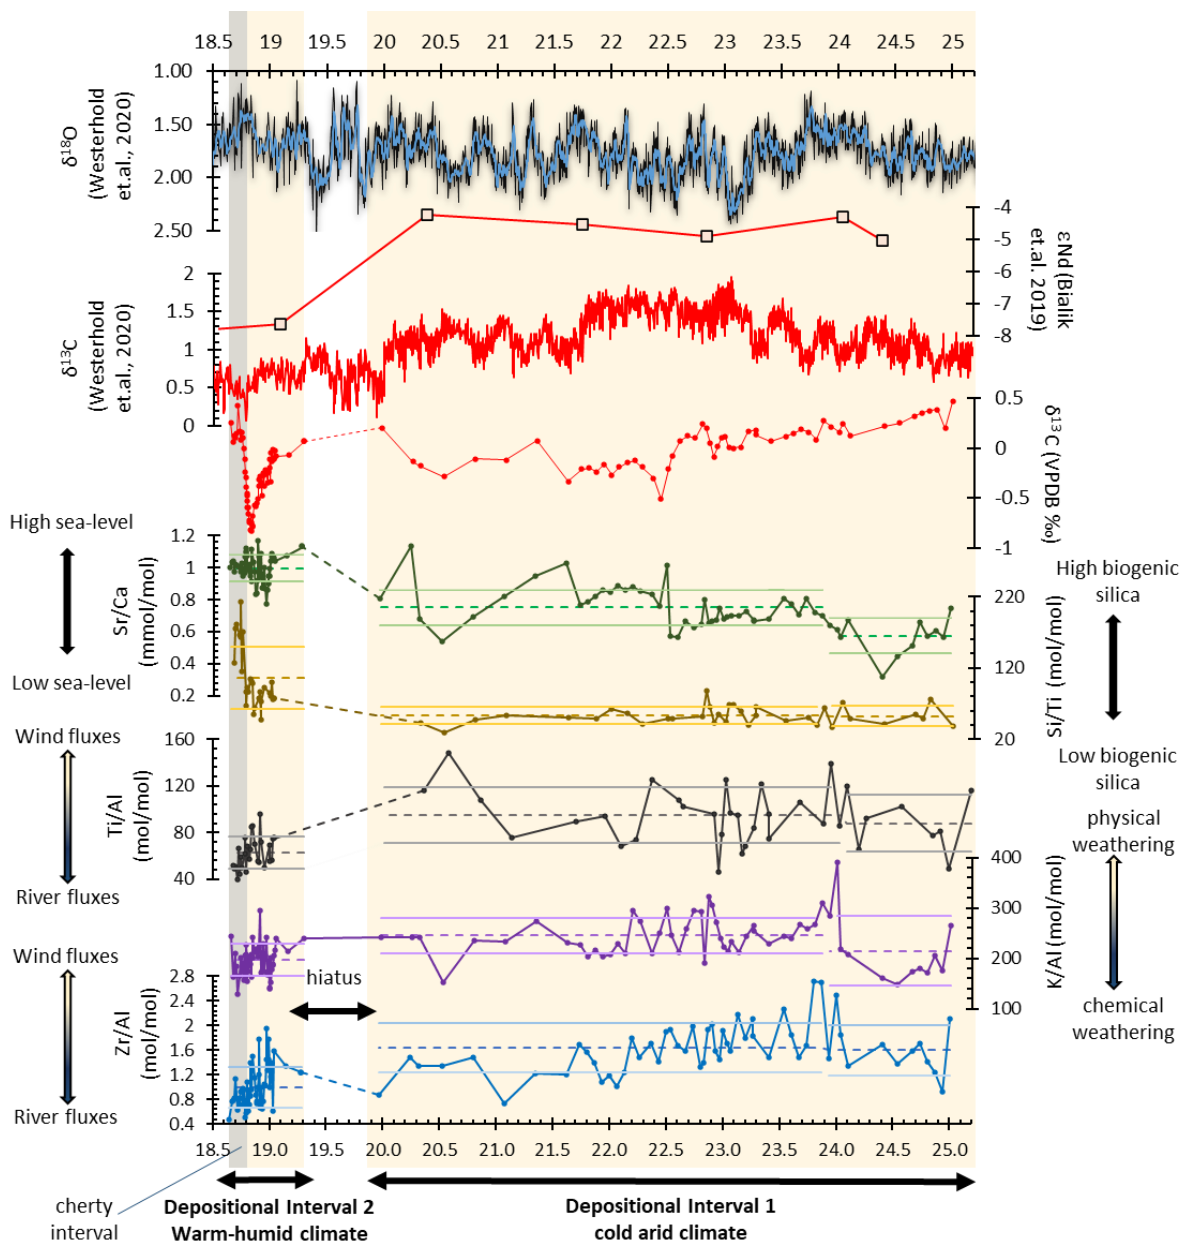 18.5 19 19.5 20 20.5 21 21.5 22 22.5 23 23.5 24 24.5 25
1.00
1.50
2.00
2.50
δ18O
(Westerhold
et.al., 2020)
-4
-5
-6
-7
-8
εNd (Bialik
et.al. 2019)
2
1.5
1
0.5
0
δ13C
(Westerhold
et.al., 2020)
0.5
0
-0.5
-1
δ13C (VPDB ‰)
High sea-level
Low sea-level
1.2
1
0.8
0.6
0.4
0.2
Sr/Ca
(mmol/mol)
High biogenic
silica
220
120
20
Si/Ti (mol/mol)
Low biogenic
silica
Wind fluxes
River fluxes
160
120
80
40
Ti/Al
(mol/mol)
physical
weathering
400
300
200
100
K/Al (mol/mol)
chemical
weathering
Wind fluxes
River fluxes
hiatus
2.8
2.4
2
1.6
1.2
0.8
0.4
Zr/Al
(mol/mol)
18.5 19.0 19.5 20.0 20.5 21.0 21.5 22.0 22.5 23.0 23.5 24.0 24.5 25.0
cherty
interval
Depositional Interval 2
Warm-humid climate
Depositional Interval 1
cold arid climate